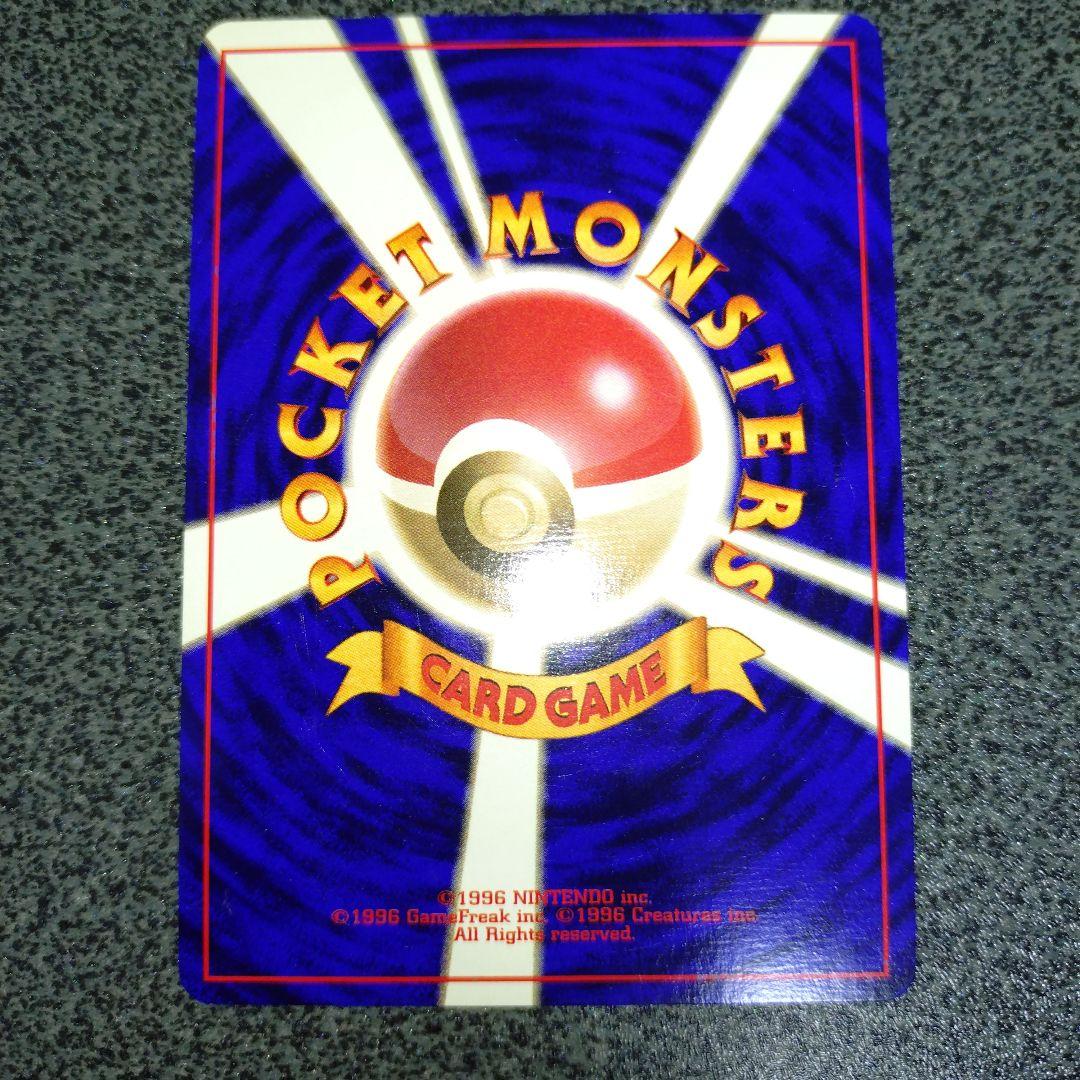 POCKET MONSTERS
CARD GAME
©1996 NINTENDO inc.
©1996 GameFreak inc. ©1996 Creatures inc.
All Rights reserved.